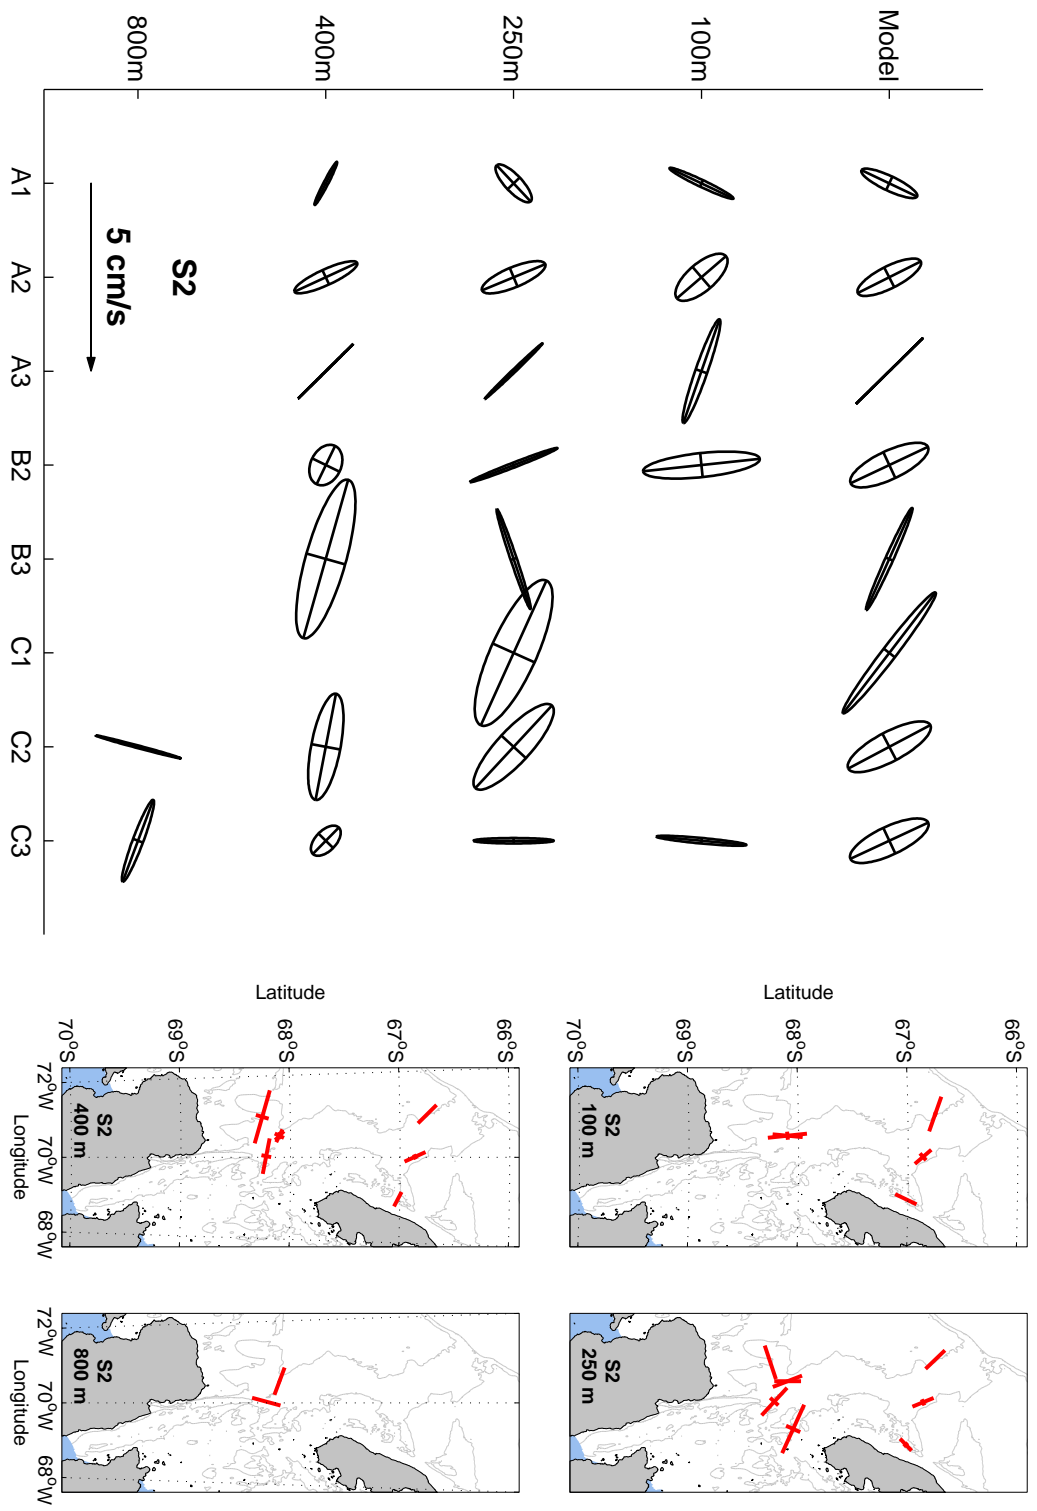 Model
100m
250m
400m
800m
A1
A2
A3
B2
B3
C1
C2
C3
S2
5 cm/s
Latitude
66°S
67°S
68°S
69°S
70°S
S2
100 m
S2
250 m
Latitude
66°S
67°S
68°S
69°S
70°S
S2
400 m
72°W
70°W
68°W
Longitude
S2
800 m
72°W
70°W
68°W
Longitude